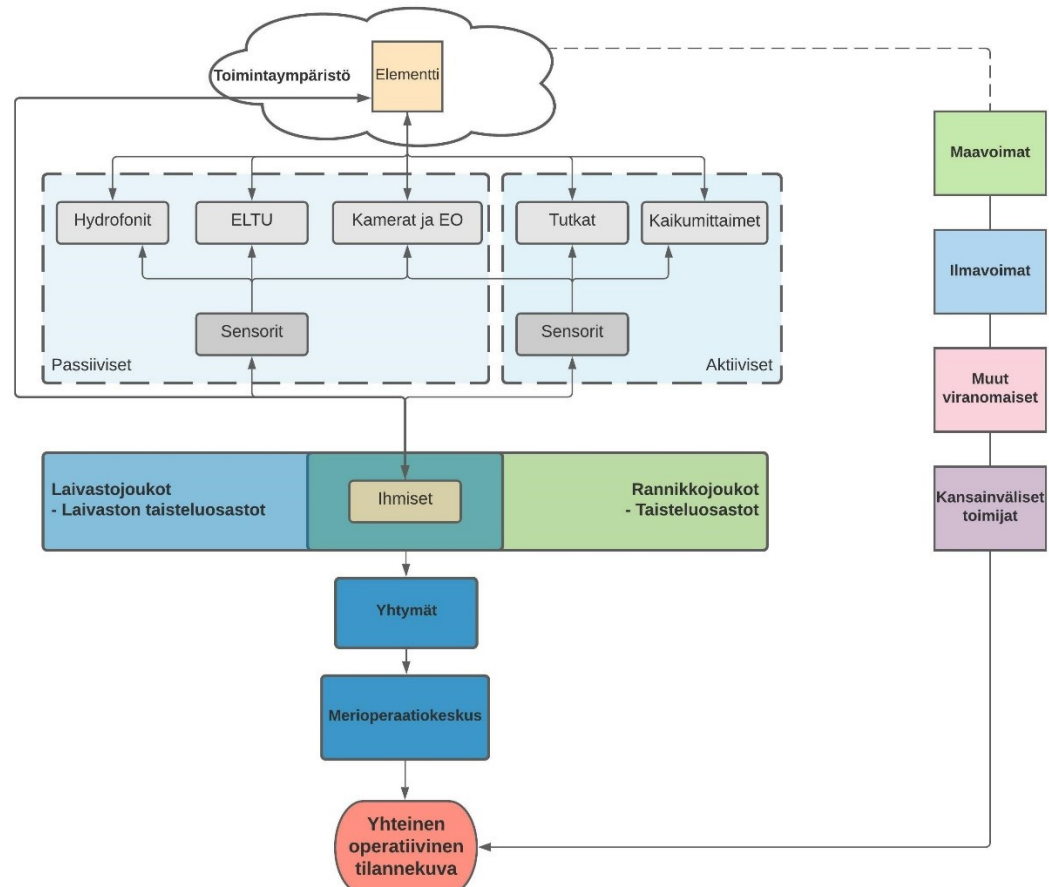 Toimintaympäristö
Elementti
Maavoimat
Hydrofonit
ELTU
Kamerat ja EO
Tutkat
Kaikumittaimet
Ilmavoimat
Sensorit
Sensorit
Passiiviset
Aktiiviset
Muut
viranomaiset
Laivastojoukot
- Laivaston taisteluosastot
Ihmiset
Rannikkojoukot
- Taisteluosastot
Kansainväliset
toimijat
Yhtymät
Merioperaatiokeskus
Yhteinen
operatiivinen
tilannekuva